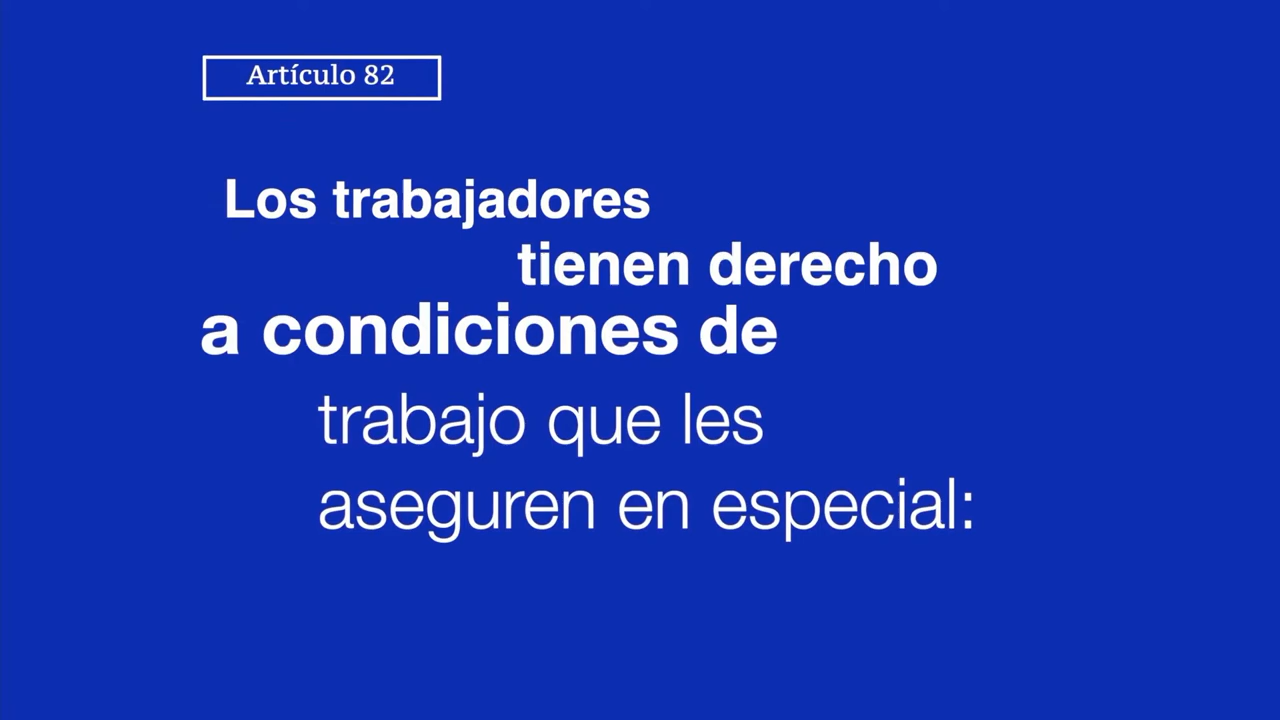 Artículo 82
Los trabajadores
tienen derecho
a condiciones de
trabajo que les
aseguren en especial: